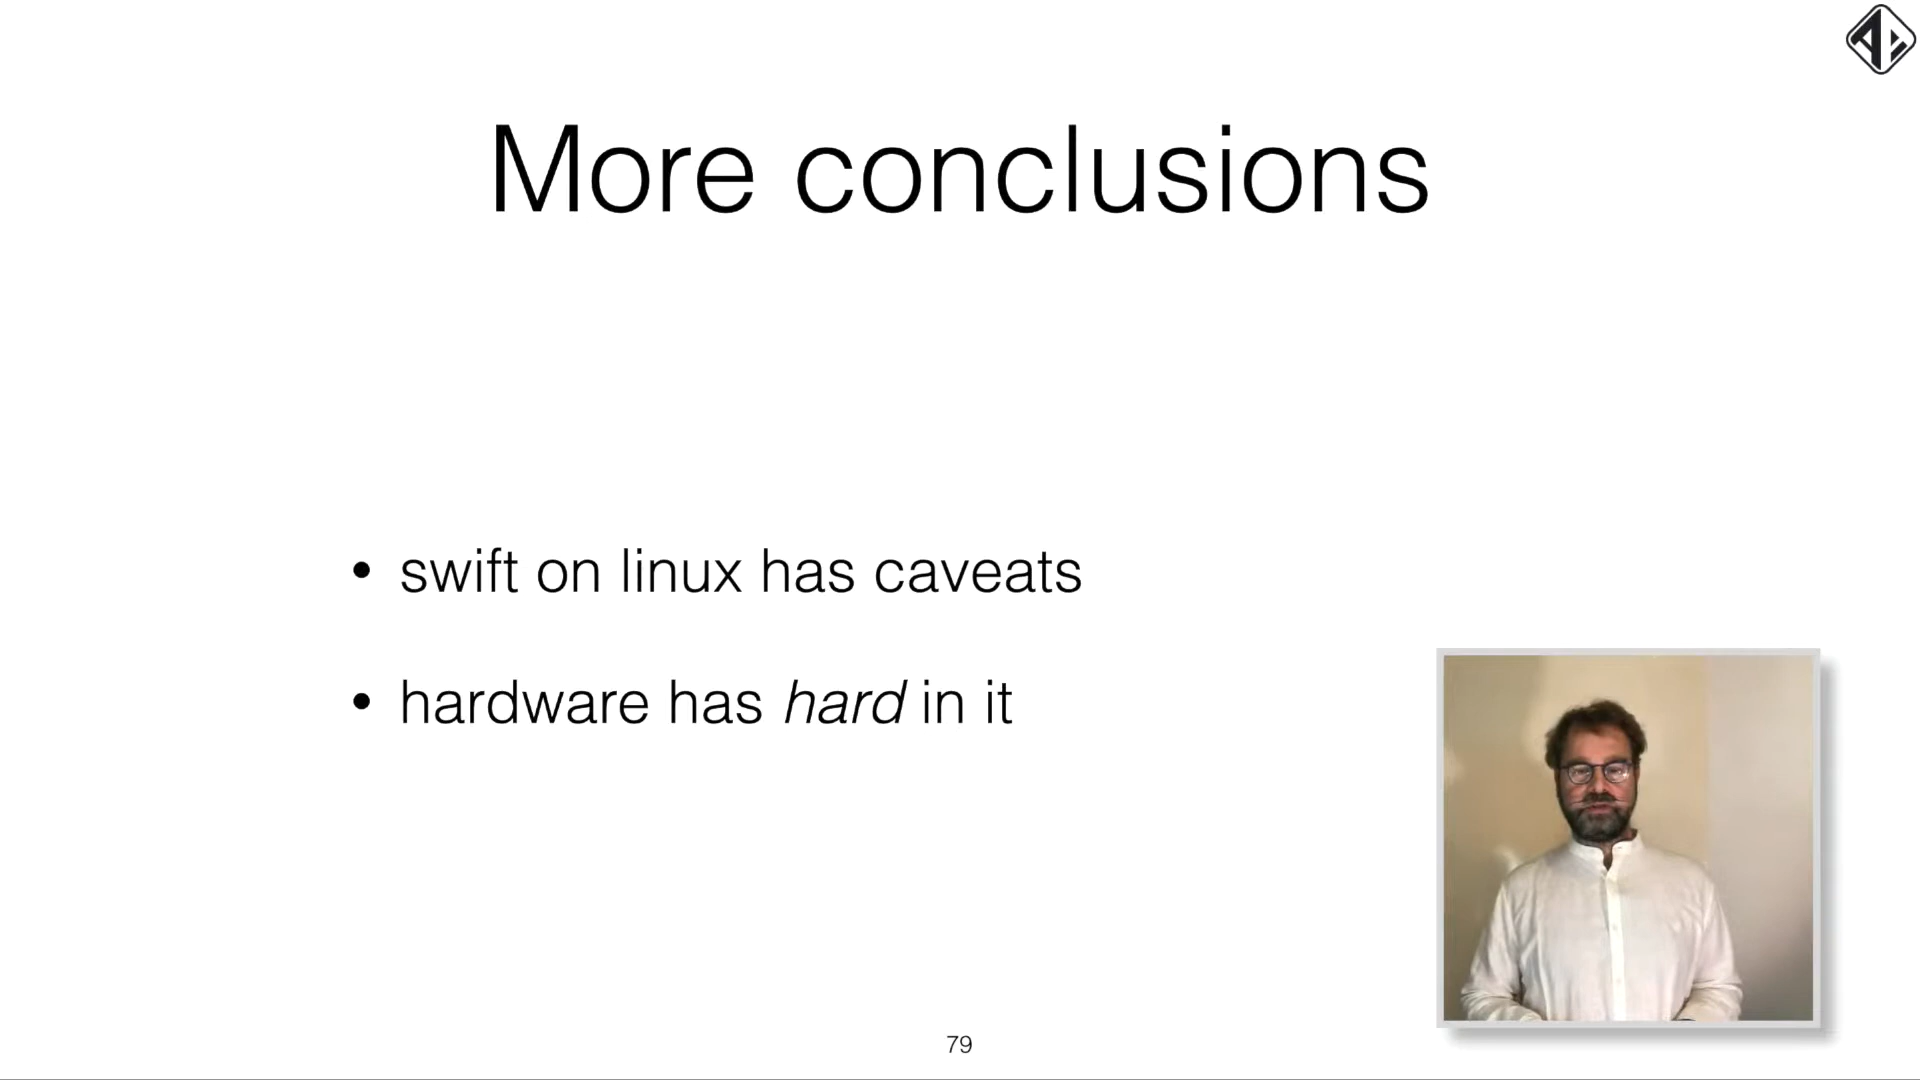 More conclusions
• swift on linux has caveats
• hardware has hard in it
79